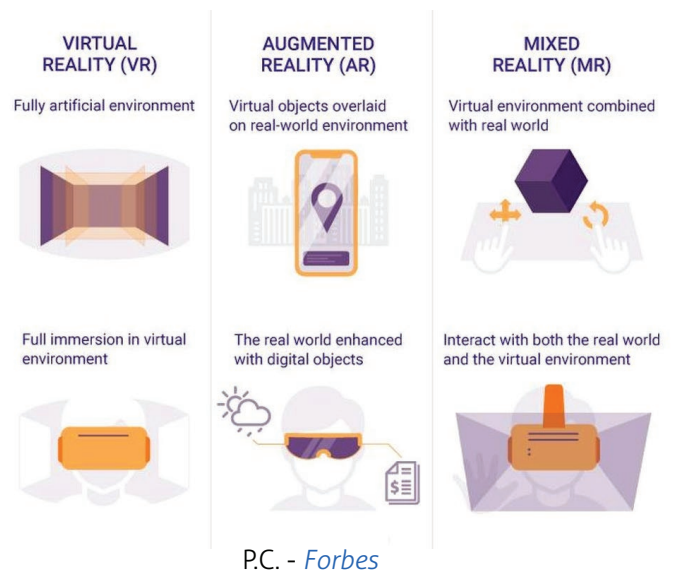 VIRTUAL
REALITY (VR)
Fully artificial environment
Full immersion in virtual
environment
AUGMENTED
REALITY (AR)
Virtual objects overlaid
on real-world environment
The real world enhanced
with digital objects
$
MIXED
REALITY (MR)
Virtual environment combined
with real world
Interact with both the real world
and the virtual environment
P.C. - Forbes